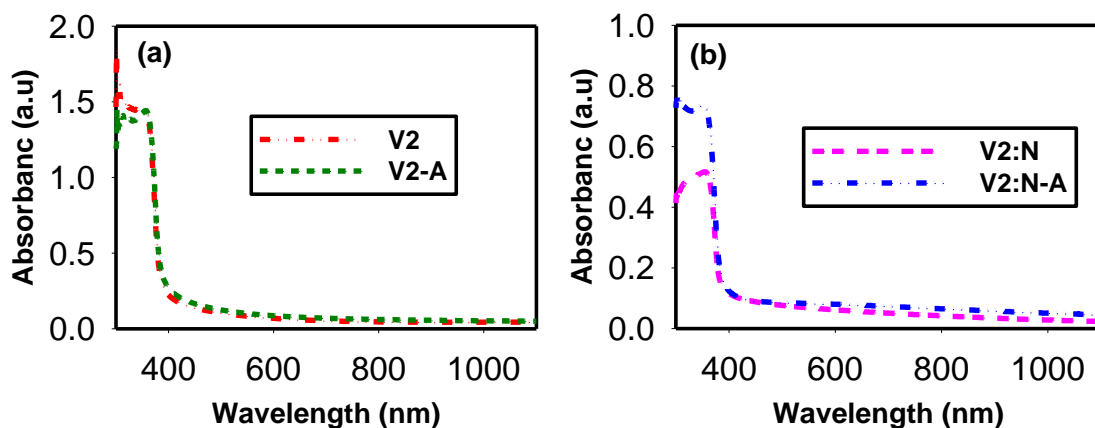 (a)
2.0
1.5
1.0
0.5
0.0
Absorbanc (a.u)
V2
V2-A
400 600 800 1000
Wavelength (nm)
(b)
1.0
0.8
0.6
0.4
0.2
0.0
Absorbanc (a.u)
V2:N
V2:N-A
400 600 800 1000
Wavelength (nm)